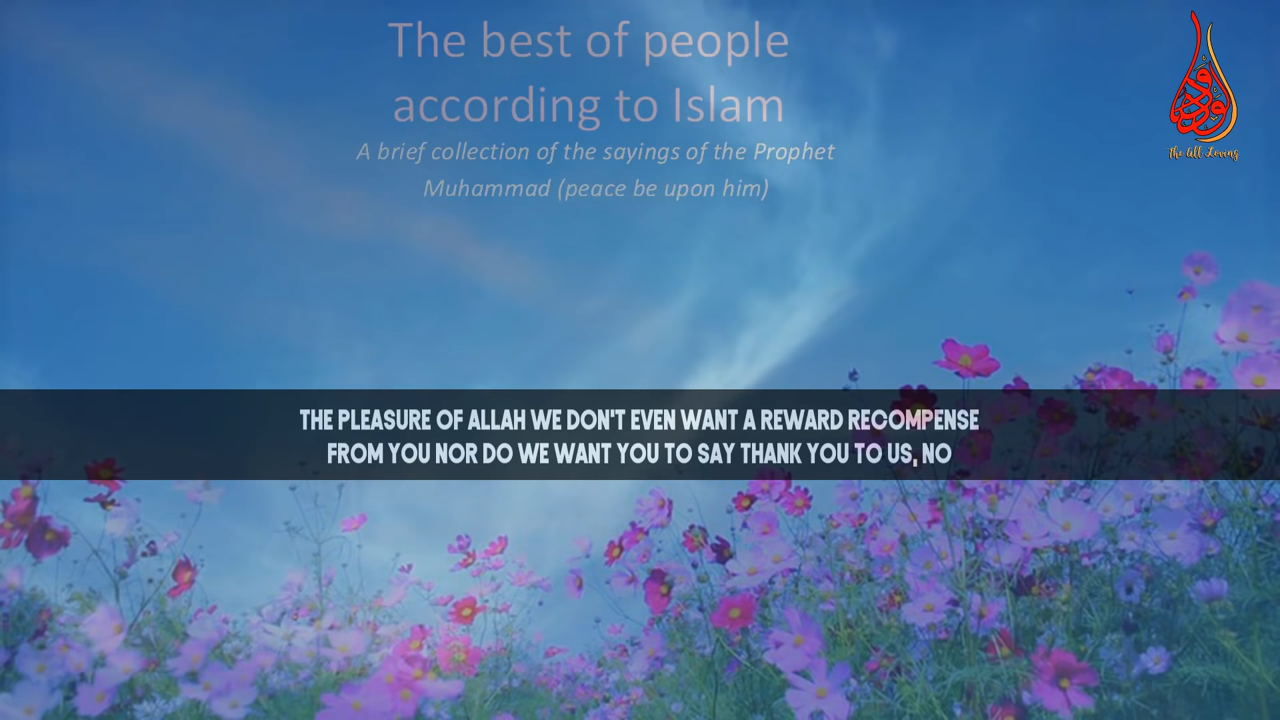 The best of people
according to Islam
A brief collection of the sayings of the Prophet
Muhammad (peace be upon him)
The All Loving
THE PLEASURE OF ALLAH WE DON'T EVEN WANT A REWARD RECOMPENSE
FROM YOU NOR DO WE WANT YOU TO SAY THANK YOU TO US, NO